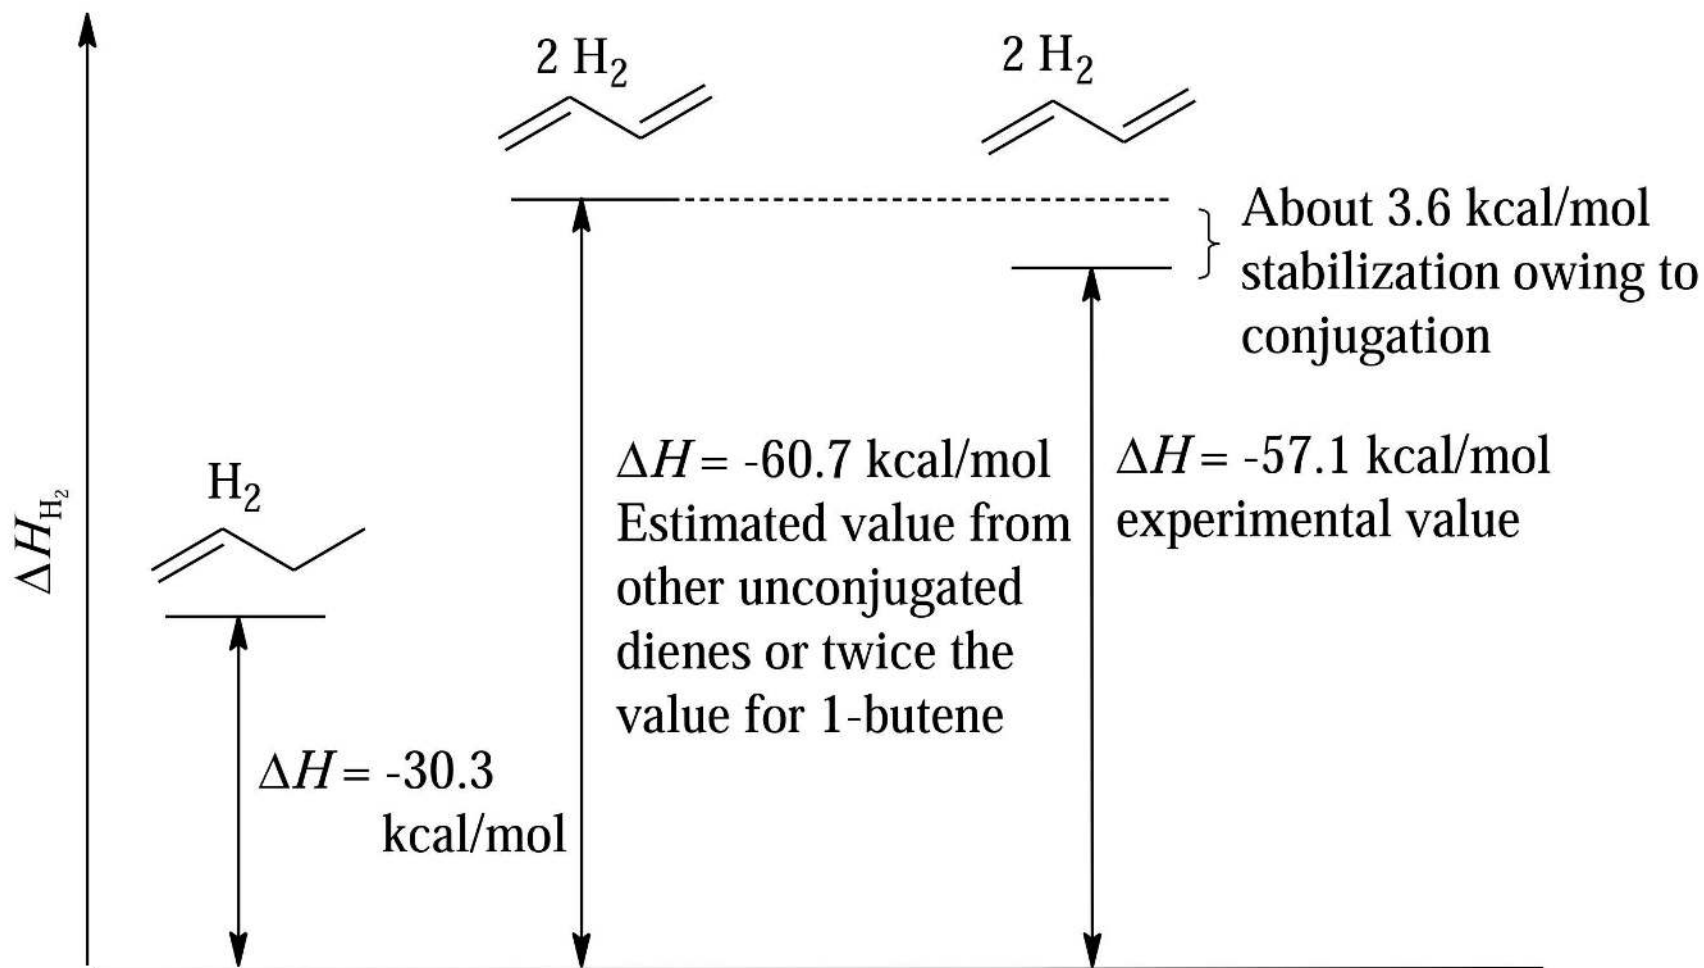 2 H₂
2 H₂
About 3.6 kcal/mol
stabilization owing to
conjugation
H₂
ΔH = -60.7 kcal/mol
Estimated value from
other unconjugated
dienes or twice the
value for 1-butene
ΔH = -57.1 kcal/mol
experimental value
ΔH = -30.3
kcal/mol
ΔH_H₂